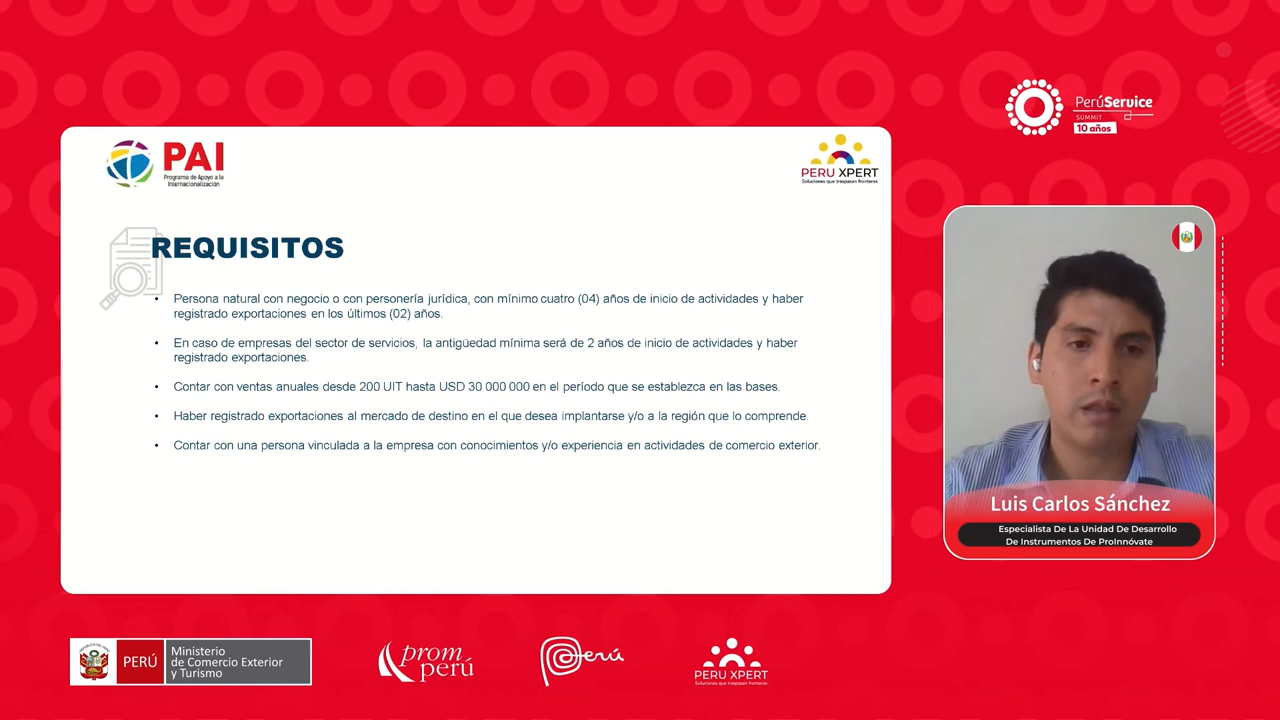 PAI
Programa de Apoyo a la
Internacionalización
PERU XPERT
Soluciones que traspasan fronteras
REQUISITOS
• Persona natural con negocio o con personería jurídica, con mínimo cuatro (04) años de inicio de actividades y haber
registrado exportaciones en los últimos (02) años.
• En caso de empresas del sector de servicios, la antigüedad mínima será de 2 años de inicio de actividades y haber
registrado exportaciones.
• Contar con ventas anuales desde 200 UIT hasta USD 30 000 000 en el período que se establezca en las bases.
• Haber registrado exportaciones al mercado de destino en el que desea implantarse y/o a la región que lo comprende.
• Contar con una persona vinculada a la empresa con conocimientos y/o experiencia en actividades de comercio exterior.
PerúService
SUMMIT
10 años
Luis Carlos Sánchez
Especialista De La Unidad De Desarrollo
De Instrumentos De ProInnóvate
PERÚ
Ministerio
de Comercio Exterior
y Turismo
prom
perú
Perú
PERU XPERT
Soluciones que traspasan fronteras